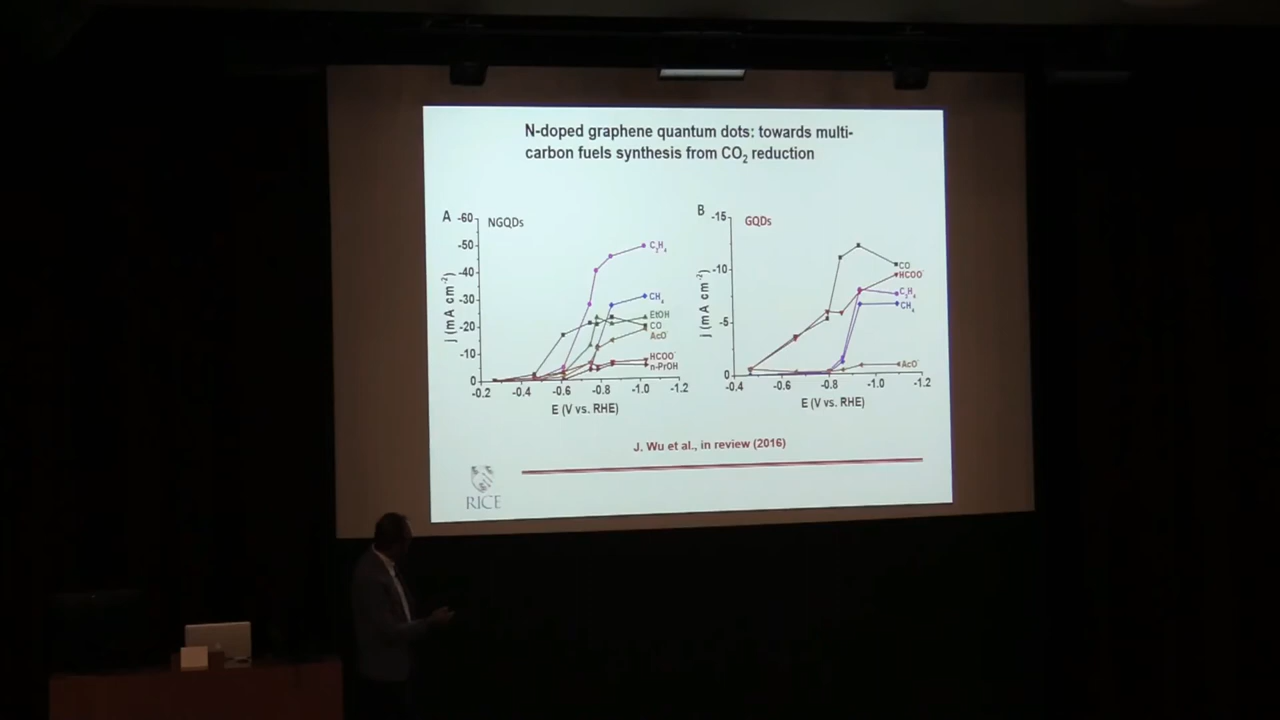 N-doped graphene quantum dots: towards multi-
carbon fuels synthesis from CO₂ reduction
A
NGQDs
J (mA cm⁻²)
-60
-50
-40
-30
-20
-10
0
C₂H₄
CH₄
EtOH
CO
AcO⁻
HCOO⁻
n-PrOH
-0.2 -0.4 -0.6 -0.8 -1.0 -1.2
E (V vs. RHE)
B
GQDs
J (mA cm⁻²)
-15
-10
-5
0
CO
HCOO⁻
C₂H₄
CH₄
AcO⁻
-0.4 -0.6 -0.8 -1.0 -1.2
E (V vs. RHE)
J. Wu et al., in review (2016)
RICE